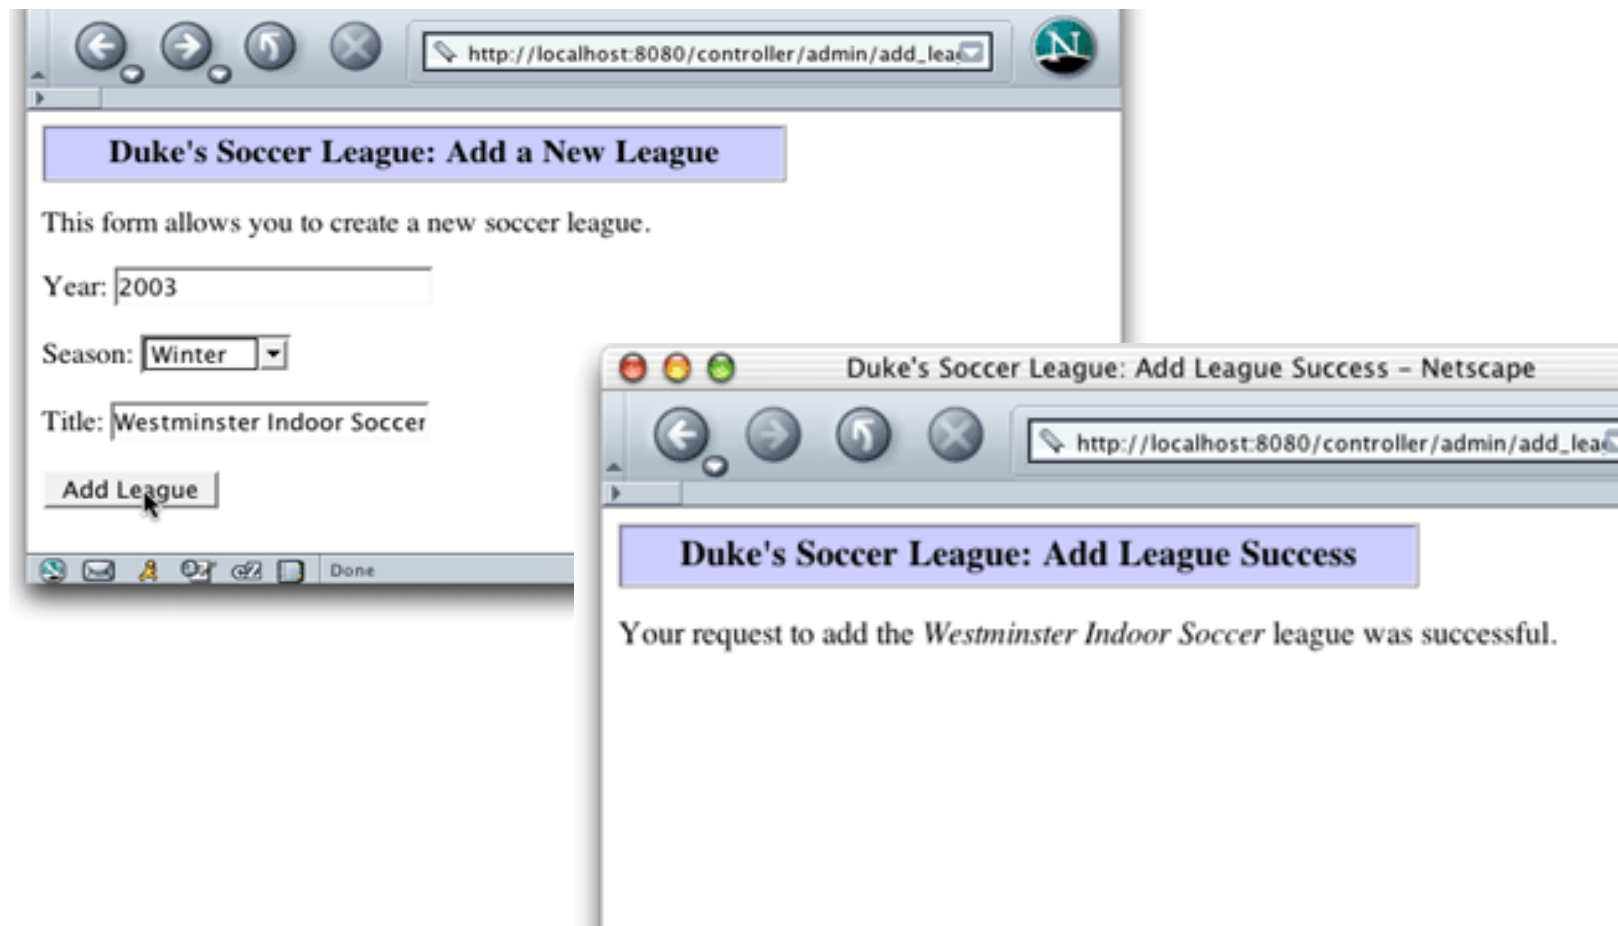 http://localhost:8080/controller/admin/add_lea
N
Duke's Soccer League: Add a New League
This form allows you to create a new soccer league.
Year: 2003
Season: Winter
Title: Westminster Indoor Soccer
Add League
Done
Duke's Soccer League: Add League Success – Netscape
http://localhost:8080/controller/admin/add_lea
Duke's Soccer League: Add League Success
Your request to add the Westminster Indoor Soccer league was successful.